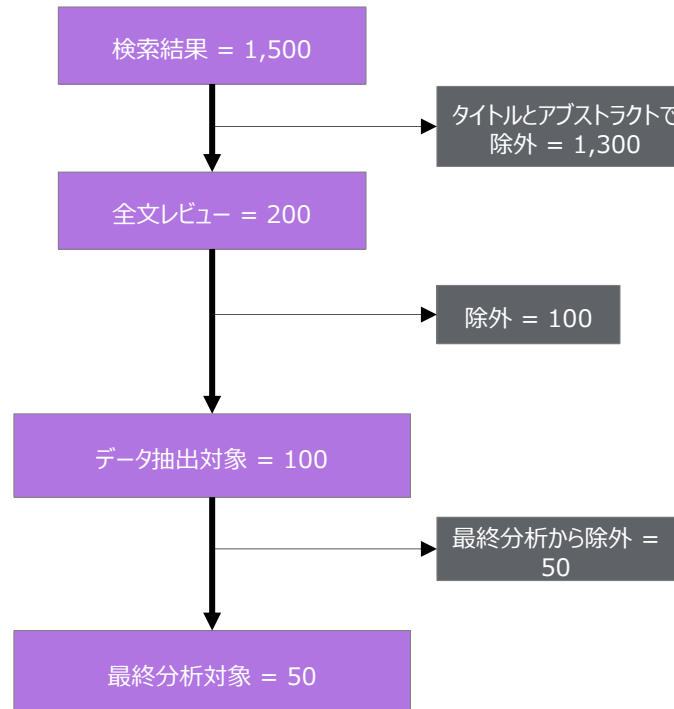 検索結果 = 1,500
タイトルとアブストラクトで
除外 = 1,300
全文レビュー = 200
除外 = 100
データ抽出対象 = 100
最終分析から除外 =
50
最終分析対象 = 50